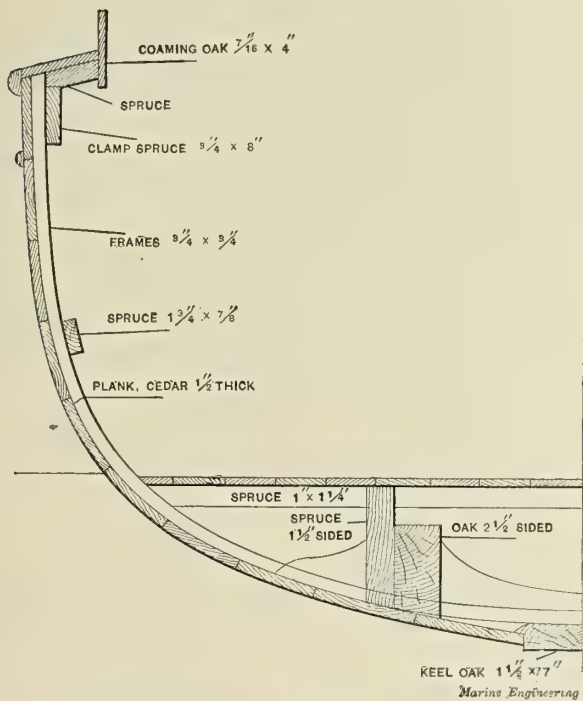 COAMING OAK 7/16" X 4"
SPRUCE
CLAMP SPRUCE 3/4" X 8"
FRAMES 3/4" X 3/4"
SPRUCE 1 3/4" X 7/8"
PLANK, CEDAR 1/2" THICK
SPRUCE 1" X 1 1/4"
SPRUCE
1 1/2" SIDED
OAK 2 1/2" SIDED
KEEL OAK 1 1/2" X 7"
Marine Engineering